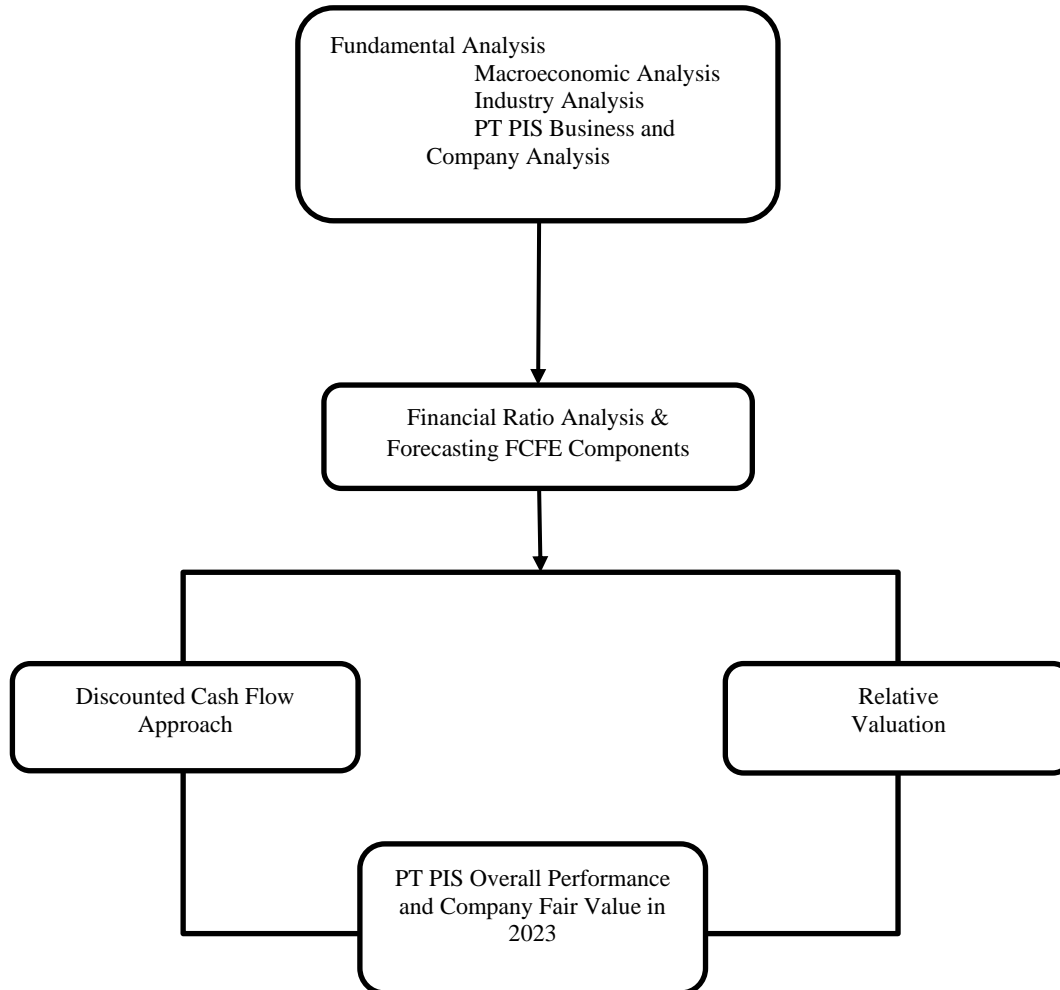 Fundamental Analysis
Macroeconomic Analysis
Industry Analysis
PT PIS Business and
Company Analysis
Financial Ratio Analysis &
Forecasting FCFE Components
Discounted Cash Flow
Approach
Relative
Valuation
PT PIS Overall Performance
and Company Fair Value in
2023